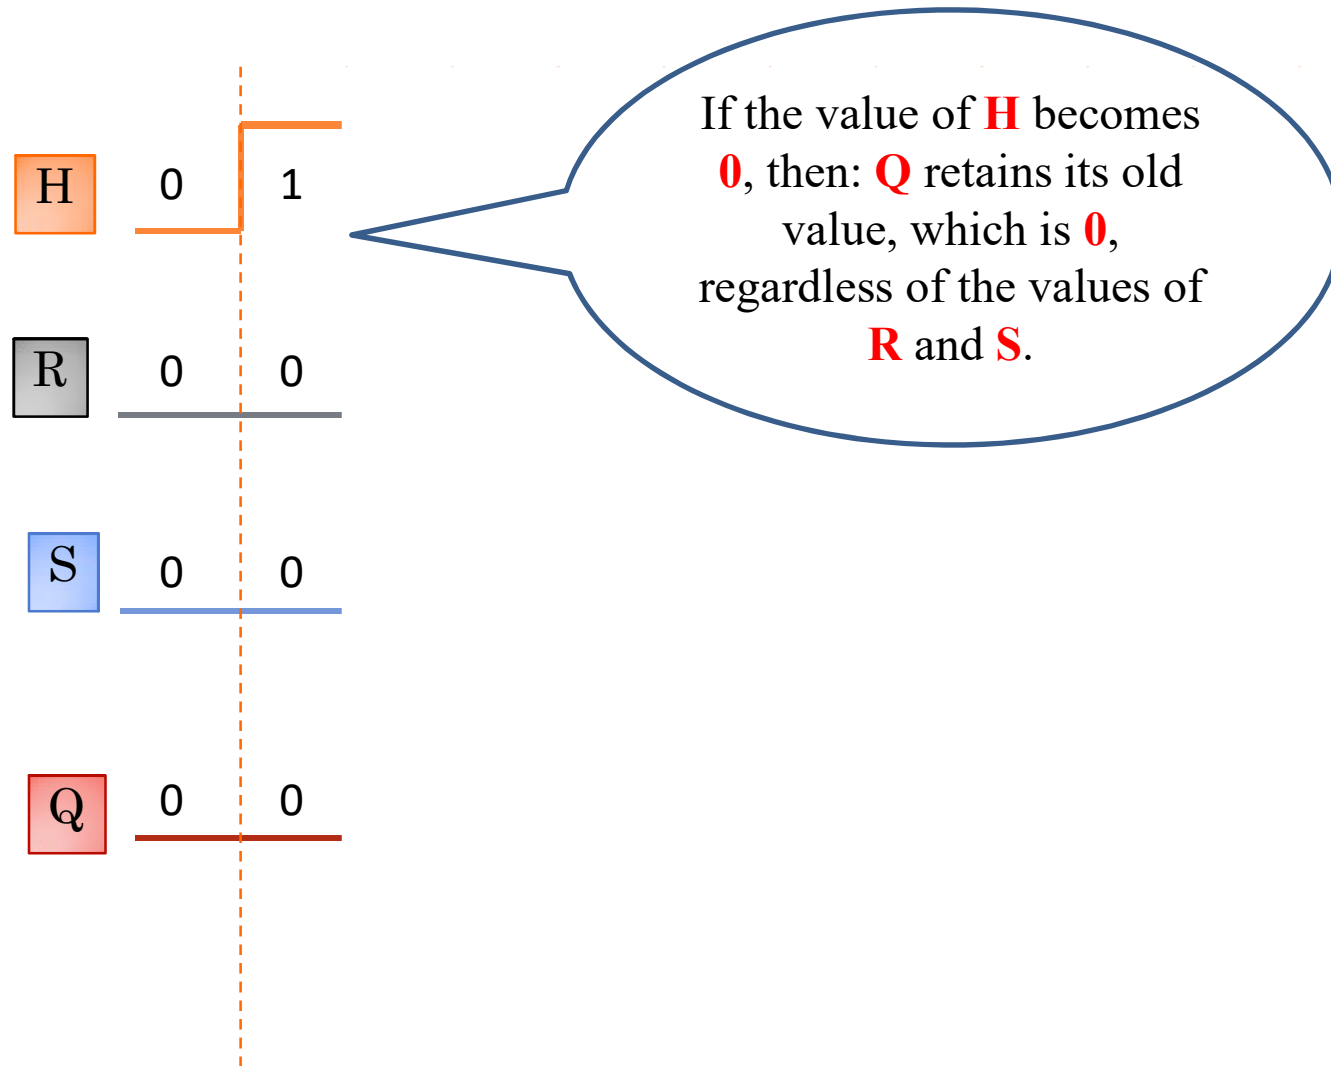 If the value of H becomes
0, then: Q retains its old
value, which is 0,
regardless of the values of
R and S.
H 0 1
R 0 0
S 0 0
Q 0 0